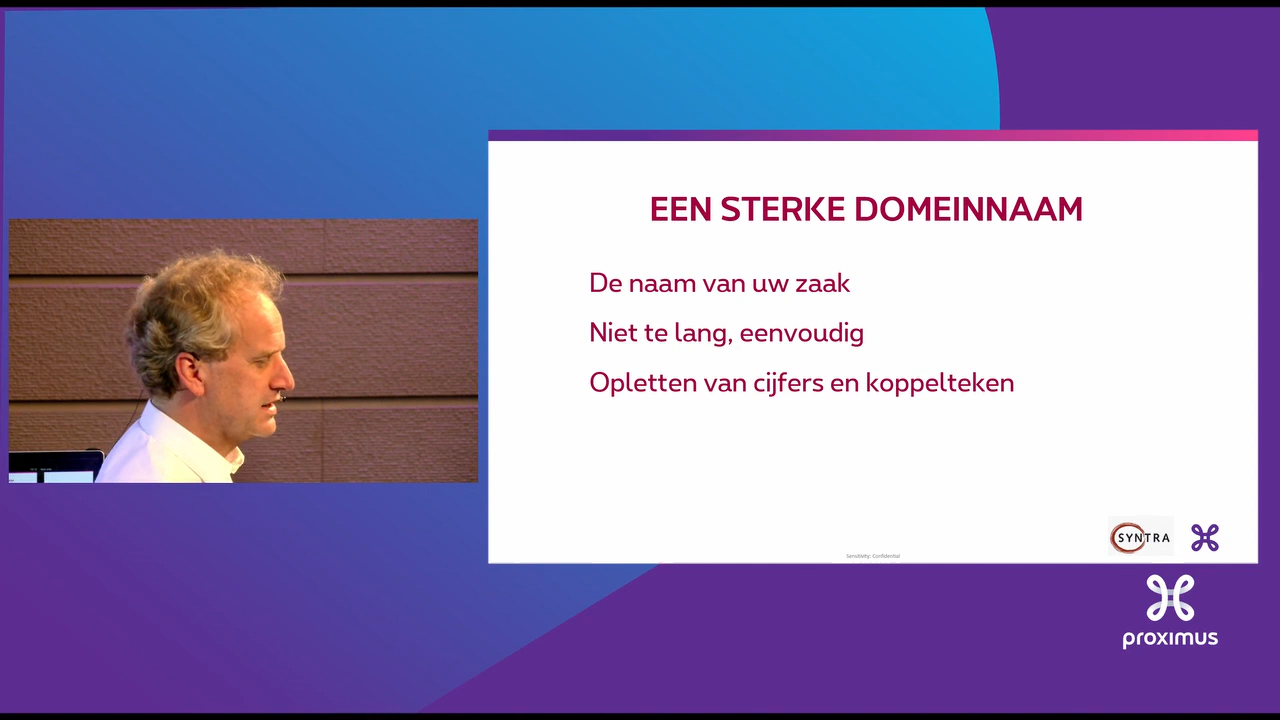 EEN STERKE DOMEINNAAM
De naam van uw zaak
Niet te lang, eenvoudig
Opletten van cijfers en koppelteken
SYNTRA
Sensitivity: Confidential
proximus